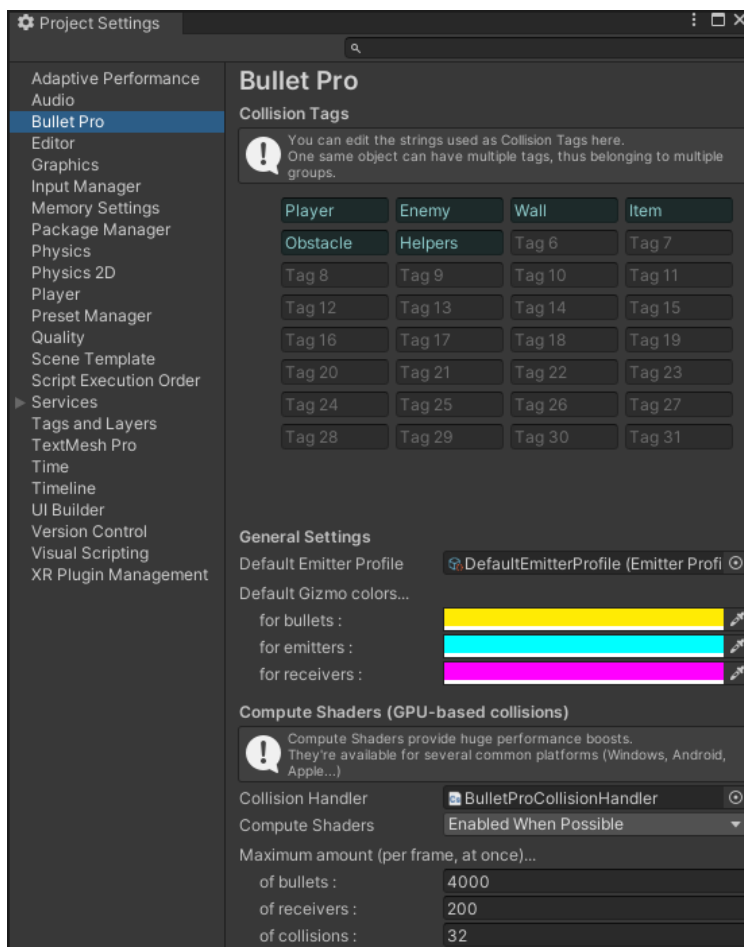 Project Settings
Adaptive Performance
Audio
Bullet Pro
Editor
Graphics
Input Manager
Memory Settings
Package Manager
Physics
Physics 2D
Player
Preset Manager
Quality
Scene Template
Script Execution Order
Services
Tags and Layers
TextMesh Pro
Time
Timeline
UI Builder
Version Control
Visual Scripting
XR Plugin Management
Bullet Pro
Collision Tags
You can edit the strings used as Collision Tags here.
One same object can have multiple tags, thus belonging to multiple
groups.
Player Enemy Wall Item
Obstacle Helpers Tag 6 Tag 7
Tag 8 Tag 9 Tag 10 Tag 11
Tag 12 Tag 13 Tag 14 Tag 15
Tag 16 Tag 17 Tag 18 Tag 19
Tag 20 Tag 21 Tag 22 Tag 23
Tag 24 Tag 25 Tag 26 Tag 27
Tag 28 Tag 29 Tag 30 Tag 31
General Settings
Default Emitter Profile DefaultEmitterProfile (Emitter Profi
Default Gizmo colors...
for bullets :
for emitters :
for receivers :
Compute Shaders (GPU-based collisions)
Compute Shaders provide huge performance boosts.
They're available for several common platforms (Windows, Android,
Apple...)
Collision Handler BulletProCollisionHandler
Compute Shaders Enabled When Possible
Maximum amount (per frame, at once)...
of bullets : 4000
of receivers : 200
of collisions : 32